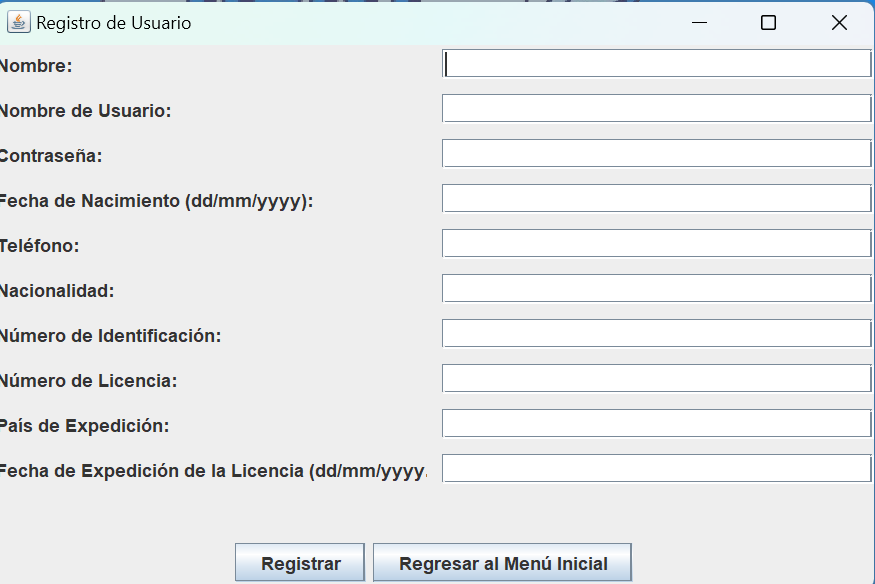 Registro de Usuario
Nombre:
Nombre de Usuario:
Contraseña:
Fecha de Nacimiento (dd/mm/yyyy):
Teléfono:
Nacionalidad:
Número de Identificación:
Número de Licencia:
País de Expedición:
Fecha de Expedición de la Licencia (dd/mm/yyyy.
Registrar
Regresar al Menú Inicial